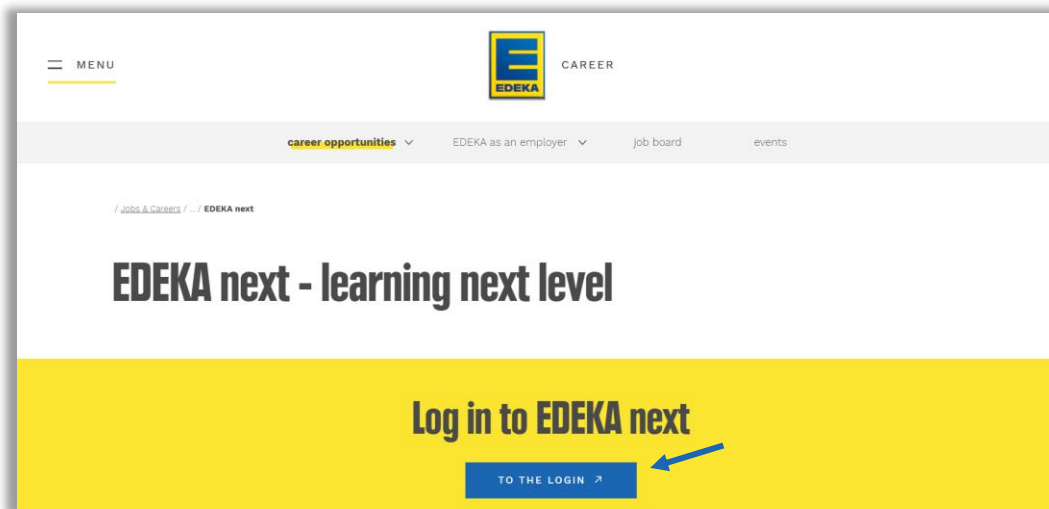 MENU
E
EDEKA
CAREER
career opportunities
EDEKA as an employer
job board
events
/ Jobs & Careers / .. / EDEKA next
EDEKA next - learning next level
Log in to EDEKA next
TO THE LOGIN